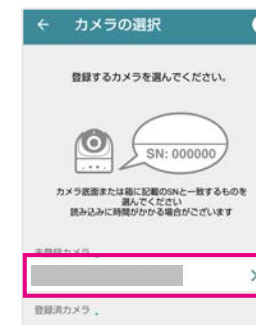 ← カメラの選択
登録するカメラを選んでください。
SN: 000000
カメラ底面または箱に記載のSNと一致するものを
選んでください
読み込みに時間がかかる場合がございます
未登録カメラ
登録済カメラ